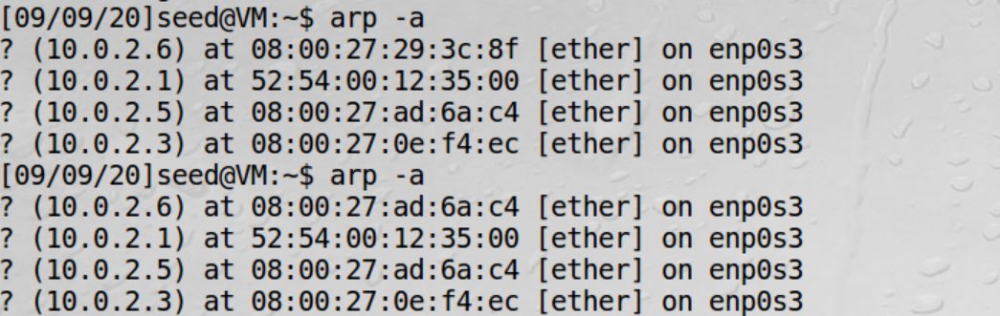 [09/09/20]seed@VM:~$ arp -a
? (10.0.2.6) at 08:00:27:29:3c:8f [ether] on enp0s3
? (10.0.2.1) at 52:54:00:12:35:00 [ether] on enp0s3
? (10.0.2.5) at 08:00:27:ad:6a:c4 [ether] on enp0s3
? (10.0.2.3) at 08:00:27:0e:f4:ec [ether] on enp0s3
[09/09/20]seed@VM:~$ arp -a
? (10.0.2.6) at 08:00:27:ad:6a:c4 [ether] on enp0s3
? (10.0.2.1) at 52:54:00:12:35:00 [ether] on enp0s3
? (10.0.2.5) at 08:00:27:ad:6a:c4 [ether] on enp0s3
? (10.0.2.3) at 08:00:27:0e:f4:ec [ether] on enp0s3